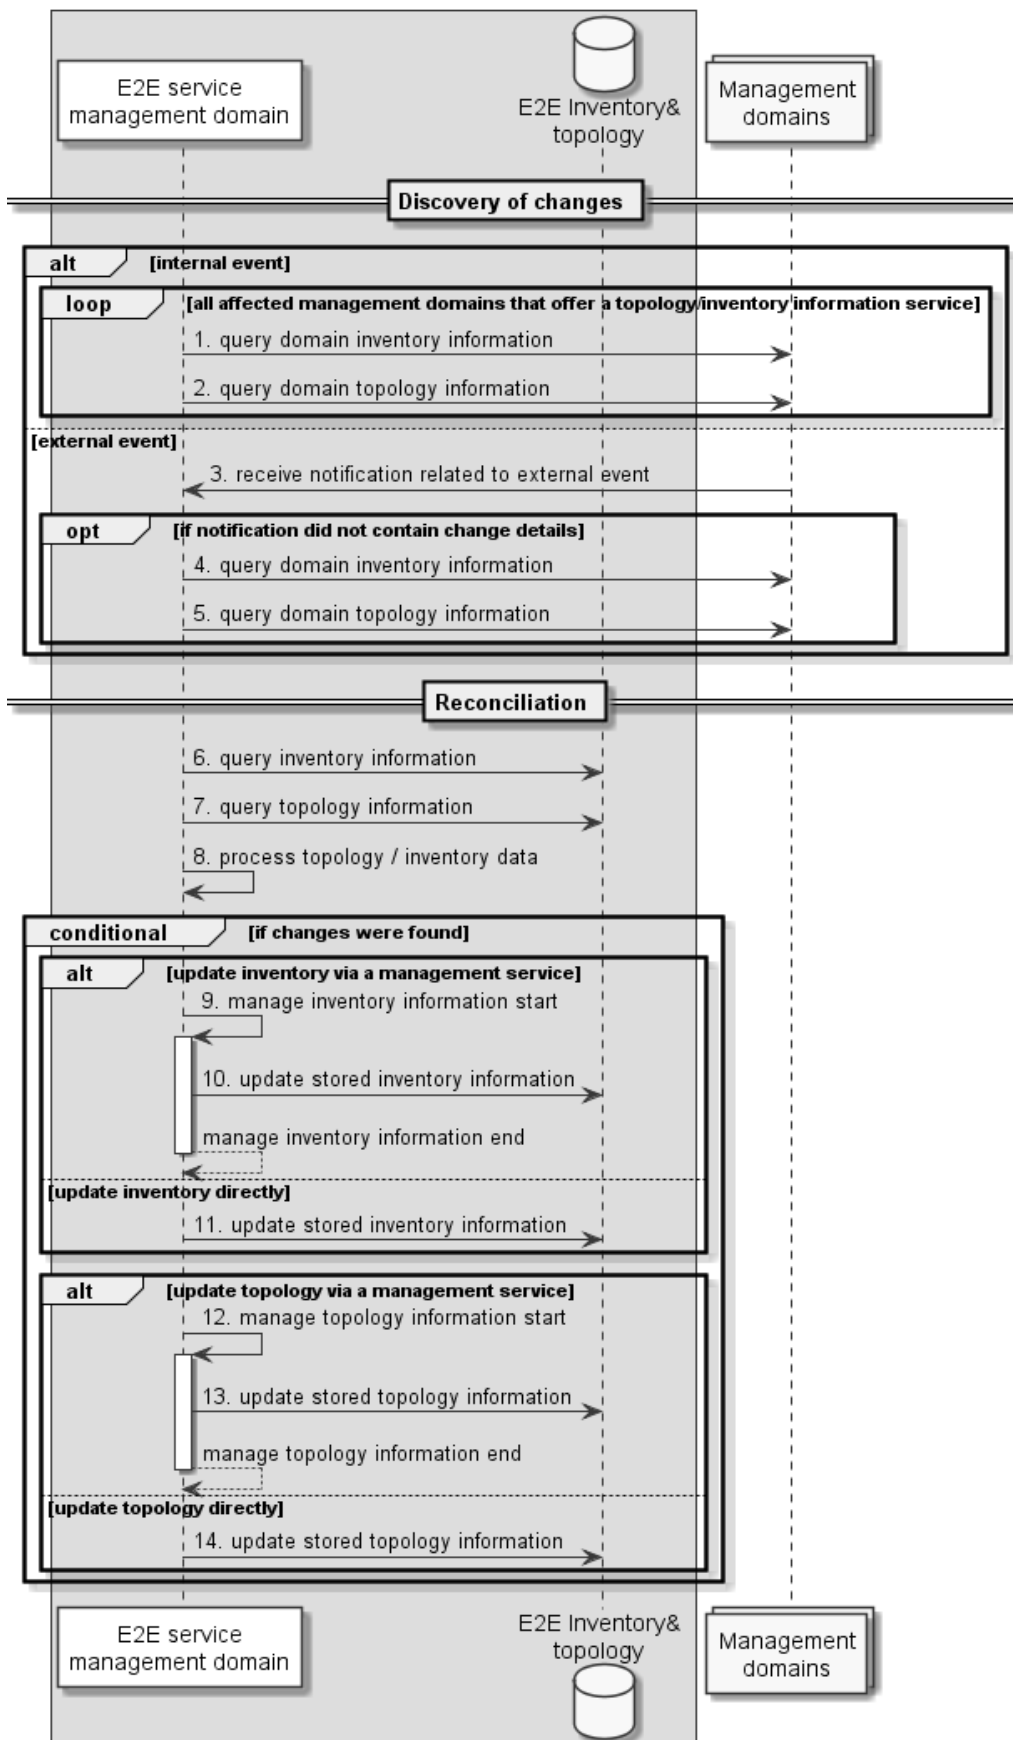 E2E service
management domain
E2E Inventory&
topology
Management
domains
Discovery of changes
alt [internal event]
loop [all affected management domains that offer a topology/inventory information service]
1. query domain inventory information
2. query domain topology information
[external event]
3. receive notification related to external event
opt [if notification did not contain change details]
4. query domain inventory information
5. query domain topology information
Reconciliation
6. query inventory information
7. query topology information
8. process topology / inventory data
conditional [if changes were found]
alt [update inventory via a management service]
9. manage inventory information start
10. update stored inventory information
manage inventory information end
[update inventory directly]
11. update stored inventory information
alt [update topology via a management service]
12. manage topology information start
13. update stored topology information
manage topology information end
[update topology directly]
14. update stored topology information
E2E service
management domain
E2E Inventory&
topology
Management
domains